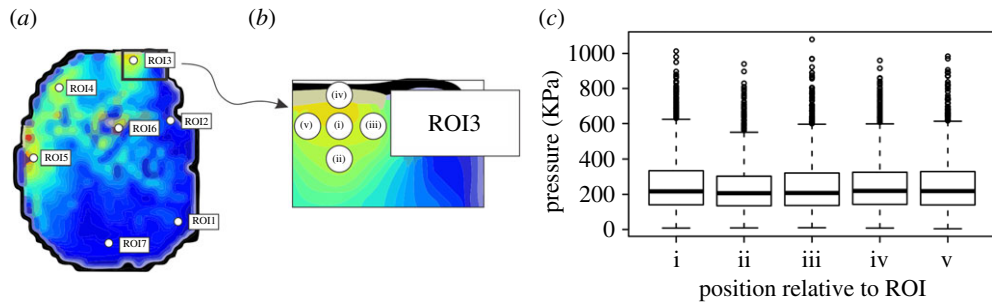 (a)
ROI3
ROI4
ROI2
ROI6
ROI5
ROI1
ROI7
(b)
(iv)
(v) (i) (iii)
(ii)
ROI3
(c)
pressure (KPa)
1000
800
600
400
200
0
i ii iii iv v
position relative to ROI